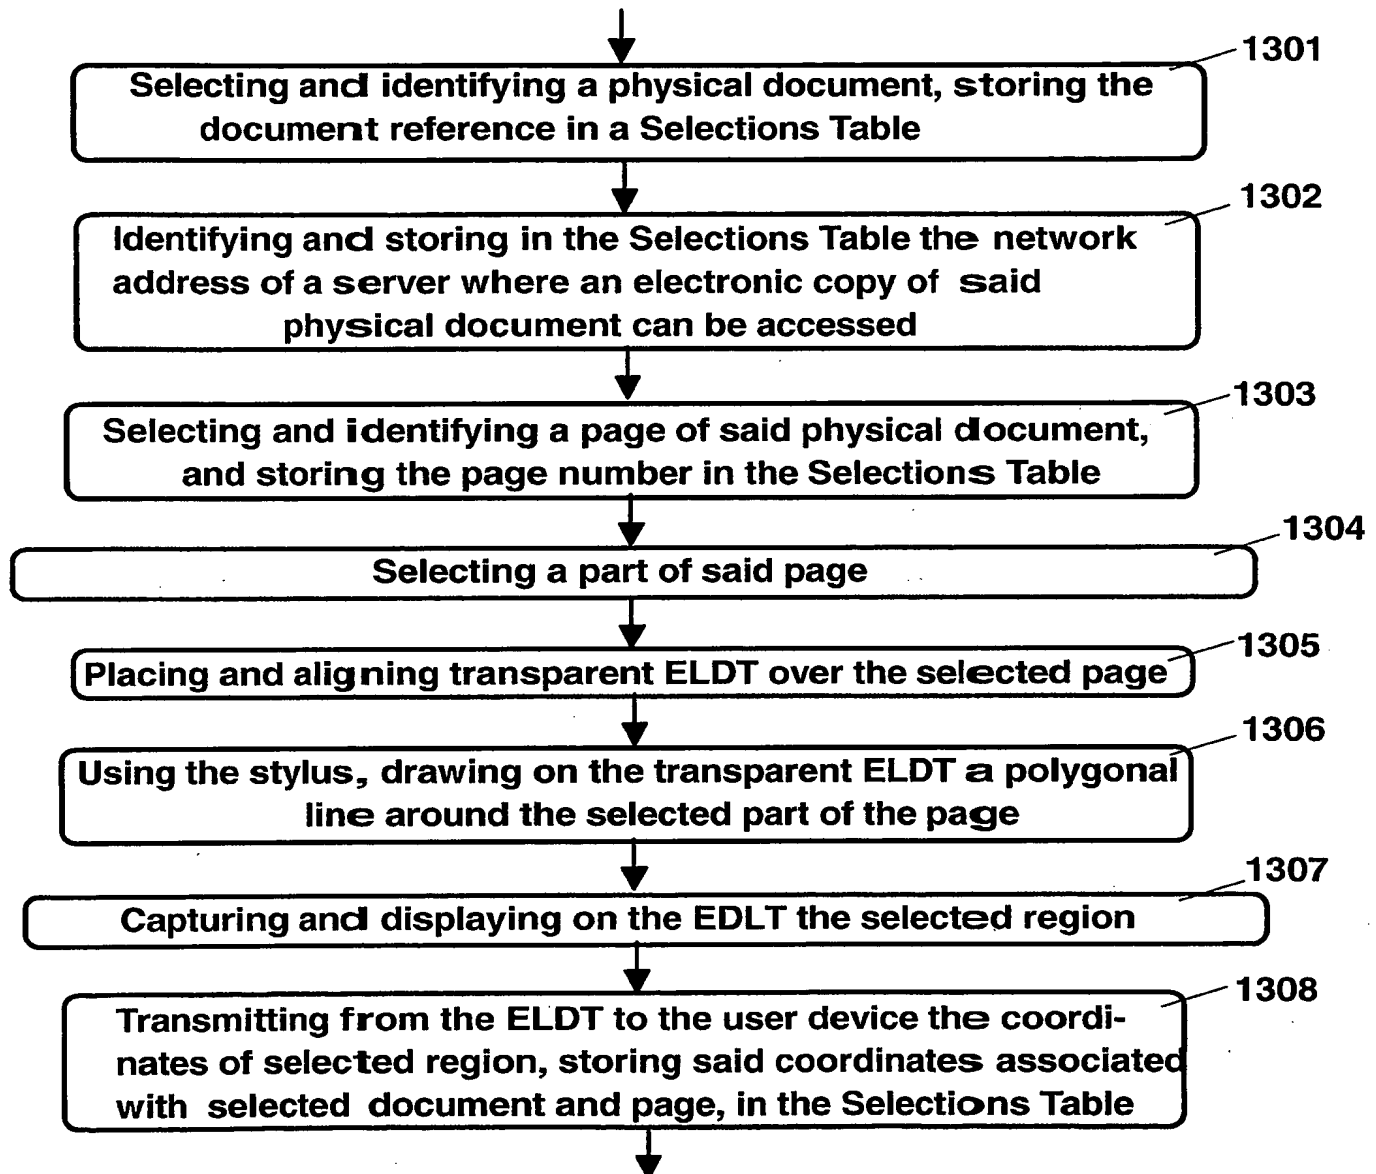 1301
Selecting and identifying a physical document, storing the
document reference in a Selections Table
1302
Identifying and storing in the Selections Table the network
address of a server where an electronic copy of said
physical document can be accessed
1303
Selecting and identifying a page of said physical document,
and storing the page number in the Selections Table
1304
Selecting a part of said page
1305
Placing and aligning transparent ELDT over the selected page
1306
Using the stylus, drawing on the transparent ELDT a polygonal
line around the selected part of the page
1307
Capturing and displaying on the EDLT the selected region
1308
Transmitting from the ELDT to the user device the coordi-
nates of selected region, storing said coordinates associated
with selected document and page, in the Selections Table